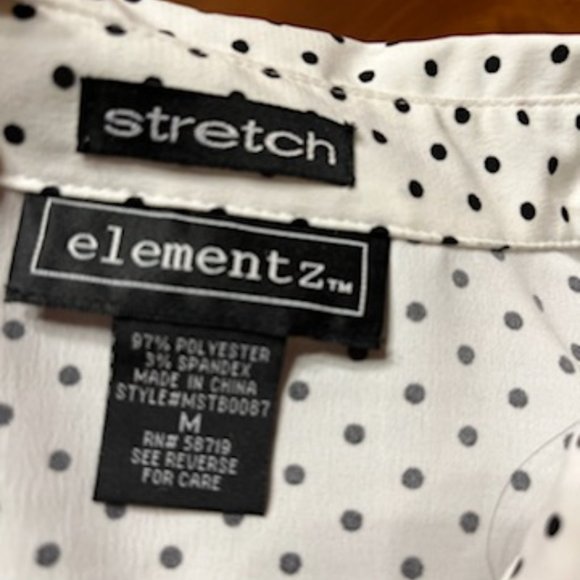 stretch
elementz™
97% POLYESTER
3% SPANDEX
MADE IN CHINA
STYLE#MSTB0087
M
RN# 58719
SEE REVERSE
FOR CARE